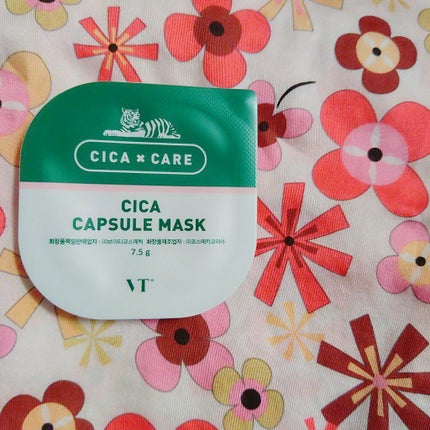 CICA × CARE
CICA
CAPSULE MASK
화장품책임판매업자 : ㈜브이티코스메틱 화장품제조업자 : ㈜코스메카코리아
7.5 g
VT